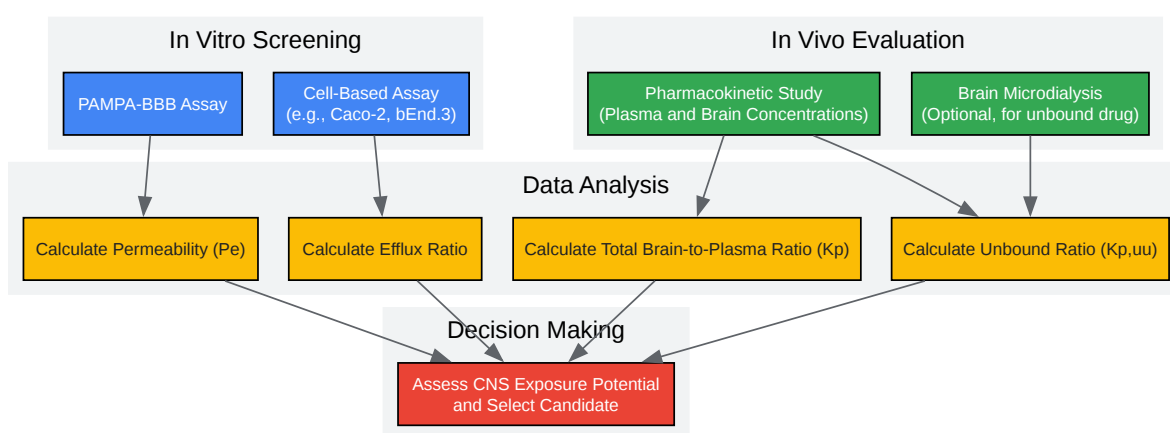 In Vitro Screening
In Vivo Evaluation
PAMPA-BBB Assay
Cell-Based Assay
(e.g., Caco-2, bEnd.3)
Pharmacokinetic Study
(Plasma and Brain Concentrations)
Brain Microdialysis
(Optional, for unbound drug)
Data Analysis
Calculate Permeability (Pe)
Calculate Efflux Ratio
Calculate Total Brain-to-Plasma Ratio (Kp)
Calculate Unbound Ratio (Kp,uu)
Decision Making
Assess CNS Exposure Potential
and Select Candidate